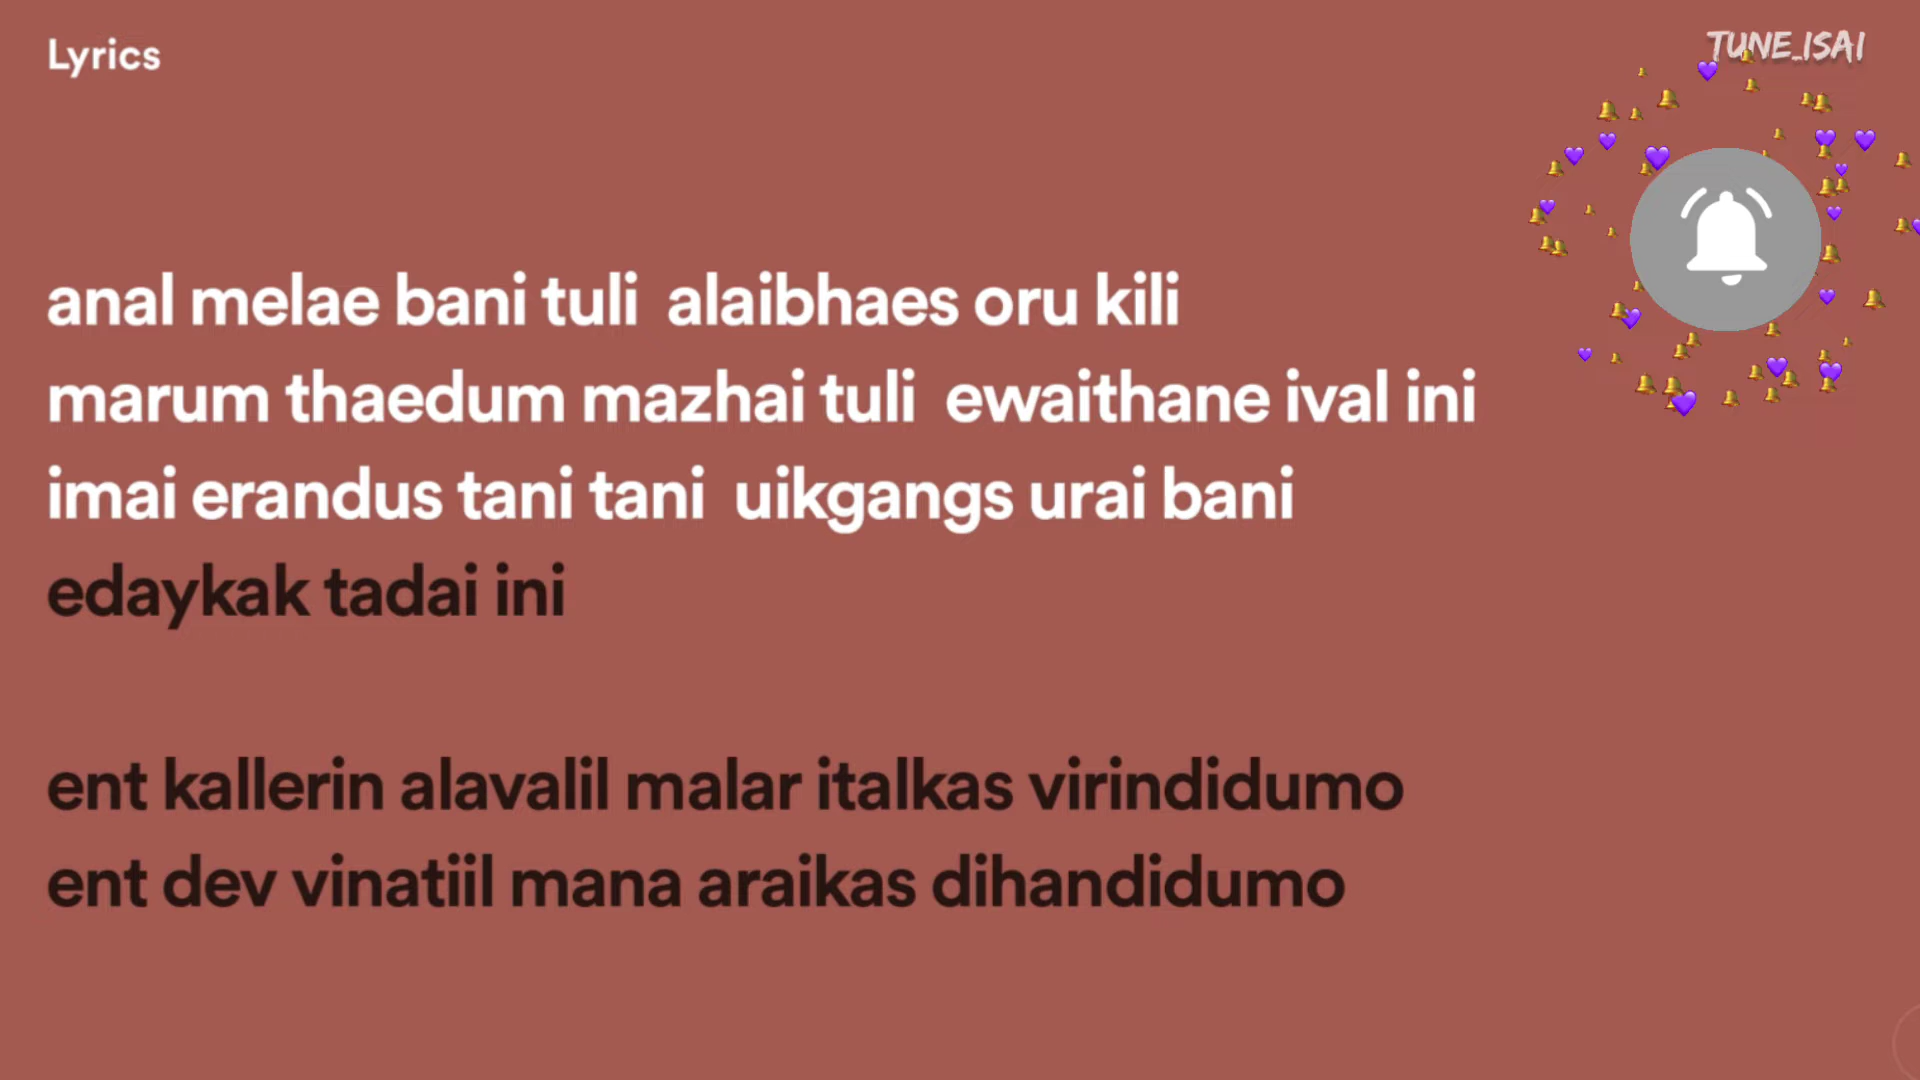 Lyrics
TUNE_ISAI
anal melae bani tuli alaibhaes oru kili
marum thaedum mazhai tuli ewaithane ival ini
imai erandus tani tani uikgangs urai bani
edaykak tadai ini
ent kallerin alavalil malar italkas virindidumo
ent dev vinatiil mana araikas dihandidumo